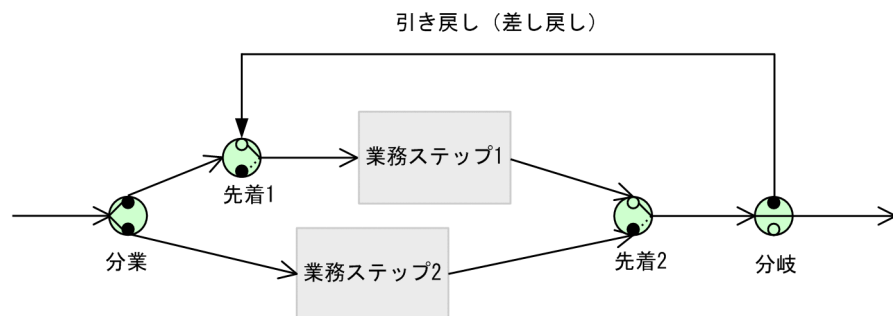 引き戻し（差し戻し）
業務ステップ1
先着1
分業
業務ステップ2
先着2
分岐